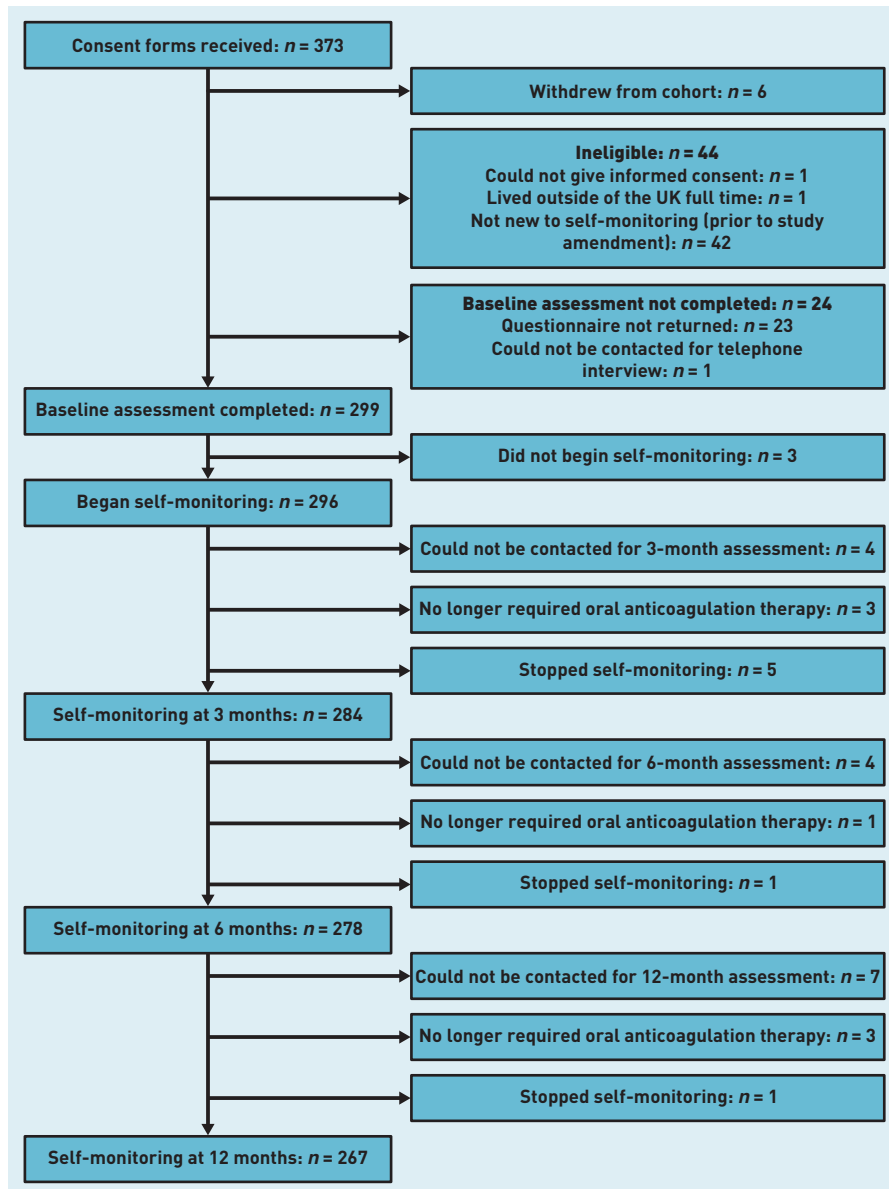 Consent forms received: n = 373
Withdrew from cohort: n = 6
Ineligible: n = 44
Could not give informed consent: n = 1
Lived outside of the UK full time: n = 1
Not new to self-monitoring (prior to study
amendment): n = 42
Baseline assessment not completed: n = 24
Questionnaire not returned: n = 23
Could not be contacted for telephone
interview: n = 1
Baseline assessment completed: n = 299
Did not begin self-monitoring: n = 3
Began self-monitoring: n = 296
Could not be contacted for 3-month assessment: n = 4
No longer required oral anticoagulation therapy: n = 3
Stopped self-monitoring: n = 5
Self-monitoring at 3 months: n = 284
Could not be contacted for 6-month assessment: n = 4
No longer required oral anticoagulation therapy: n = 1
Stopped self-monitoring: n = 1
Self-monitoring at 6 months: n = 278
Could not be contacted for 12-month assessment: n = 7
No longer required oral anticoagulation therapy: n = 3
Stopped self-monitoring: n = 1
Self-monitoring at 12 months: n = 267